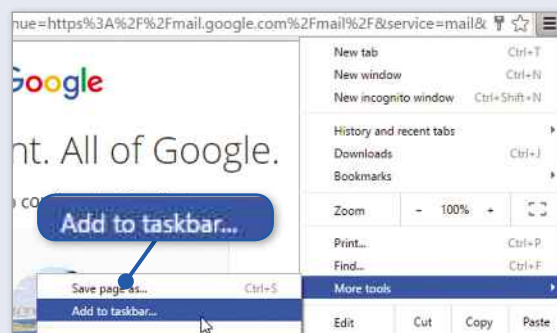 nue=https%3A%2F%2Fmail.google.com%2Fmail%2F&service=mail&
Google
nt. All of Google.
New tab Ctrl+T
New window Ctrl+N
New incognito window Ctrl+Shift+N
History and recent tabs
Downloads Ctrl+J
Bookmarks
Zoom - 100% +
Print... Ctrl+P
Find... Ctrl+F
More tools
Edit Cut Copy Paste
Add to taskbar...
Save page as... Ctrl+S
Add to taskbar...